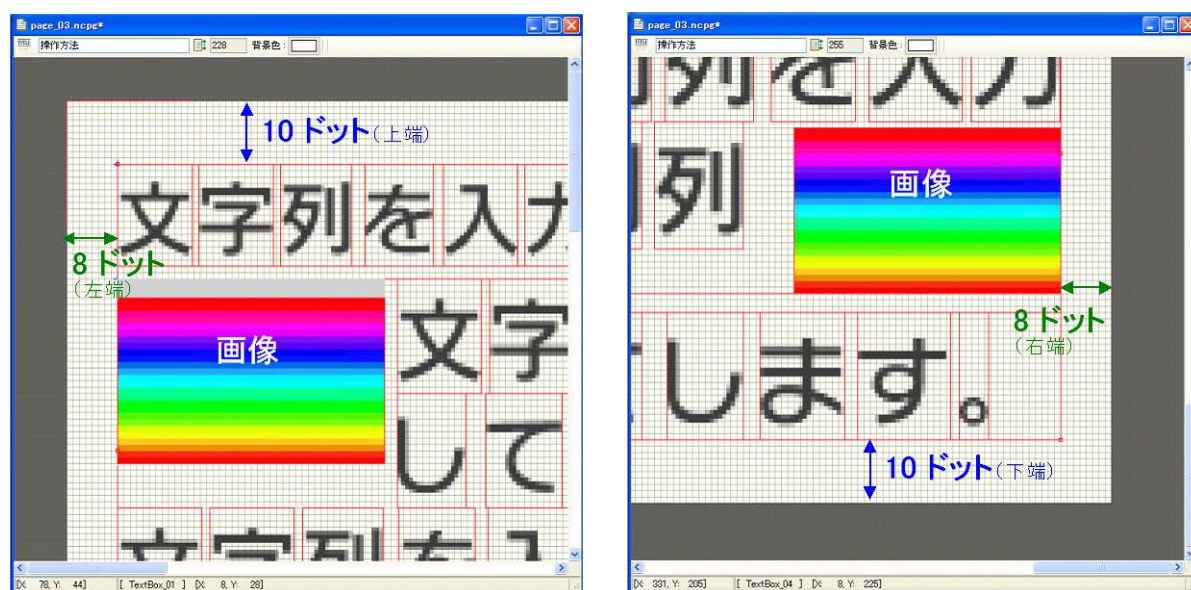 page_03.ncpg*
操作方法 228 背景色：
10 ドット(上端)
文字列を入力
8 ドット
(左端)
画像
文字
して
文字列を入
[X: 78, Y: 44] [ TextBox_01 ] [X: 8, Y: 28]
page_03.ncpg*
操作方法 255 背景色：
字列を入力
列
画像
8 ドット
(右端)
します。
10 ドット(下端)
[X: 331, Y: 205] [ TextBox_04 ] [X: 8, Y: 225]